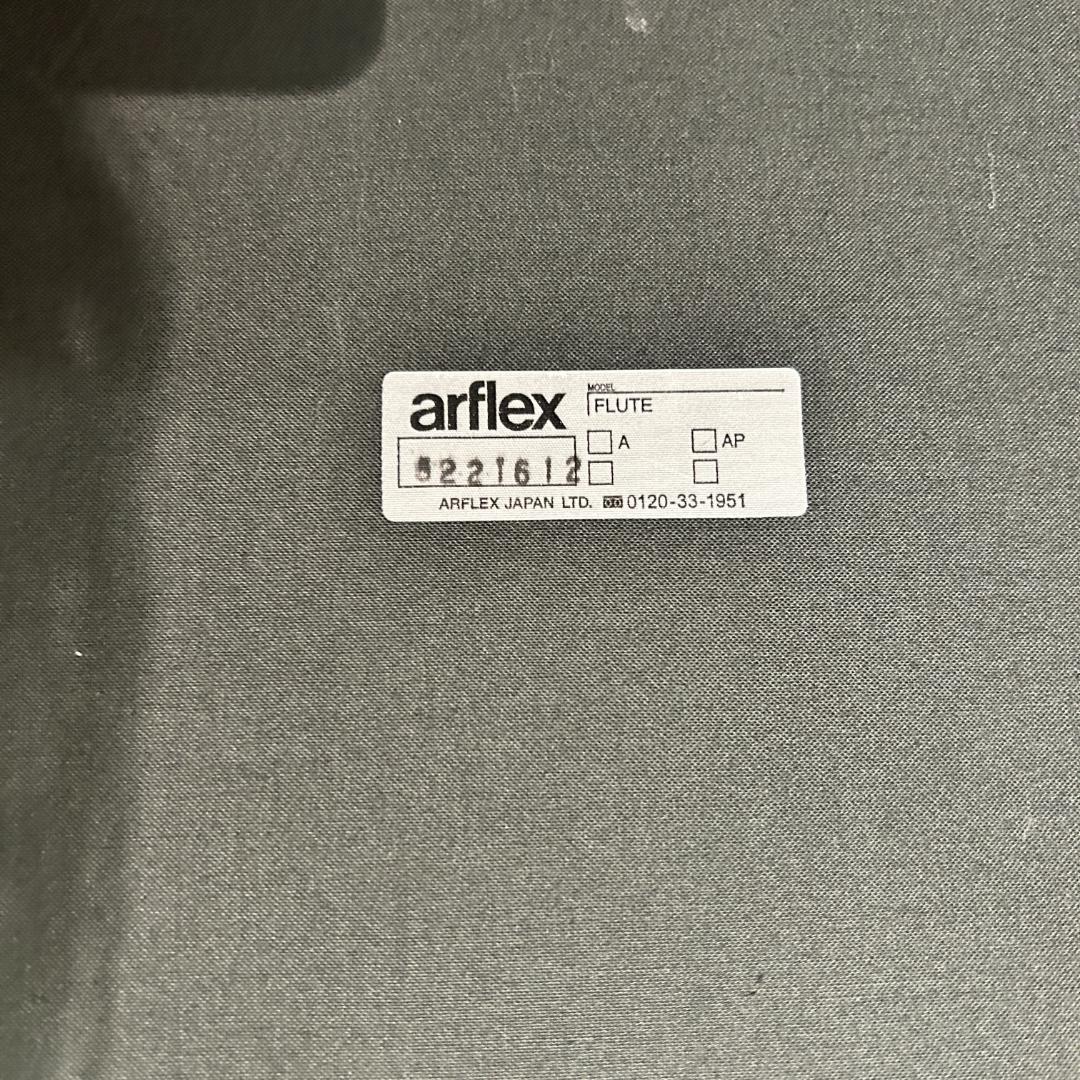 arflex
MODEL
FLUTE
A
AP
5221612
ARFLEX JAPAN LTD. 0120-33-1951